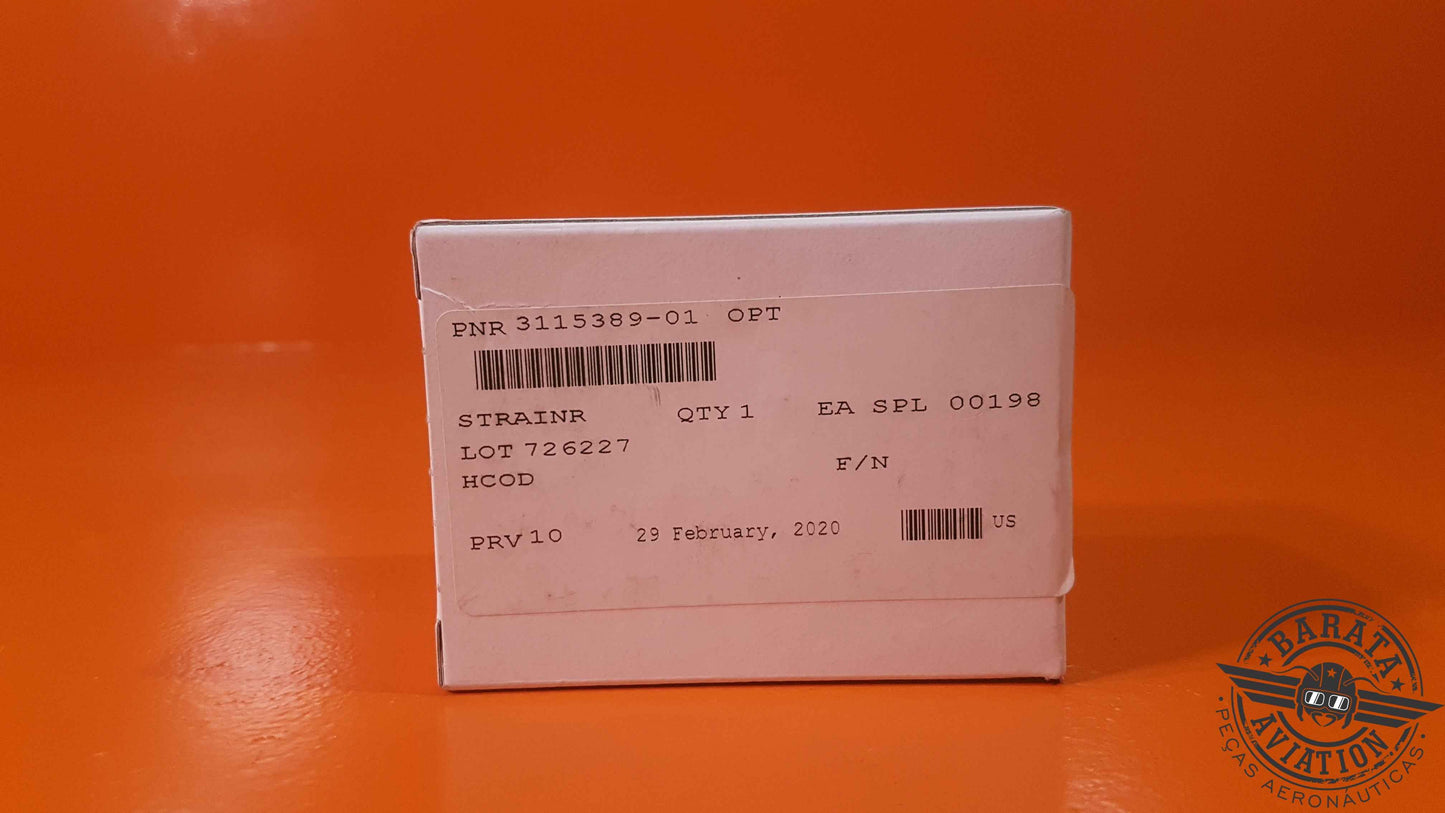 PNR 3115389-01 OPT
STRAINR QTY 1 EA SPL 00198
LOT 726227
HCOD F/N
PRV 10 29 February, 2020 US
BARATA
AVIATION
PEÇAS AERONÁUTICAS